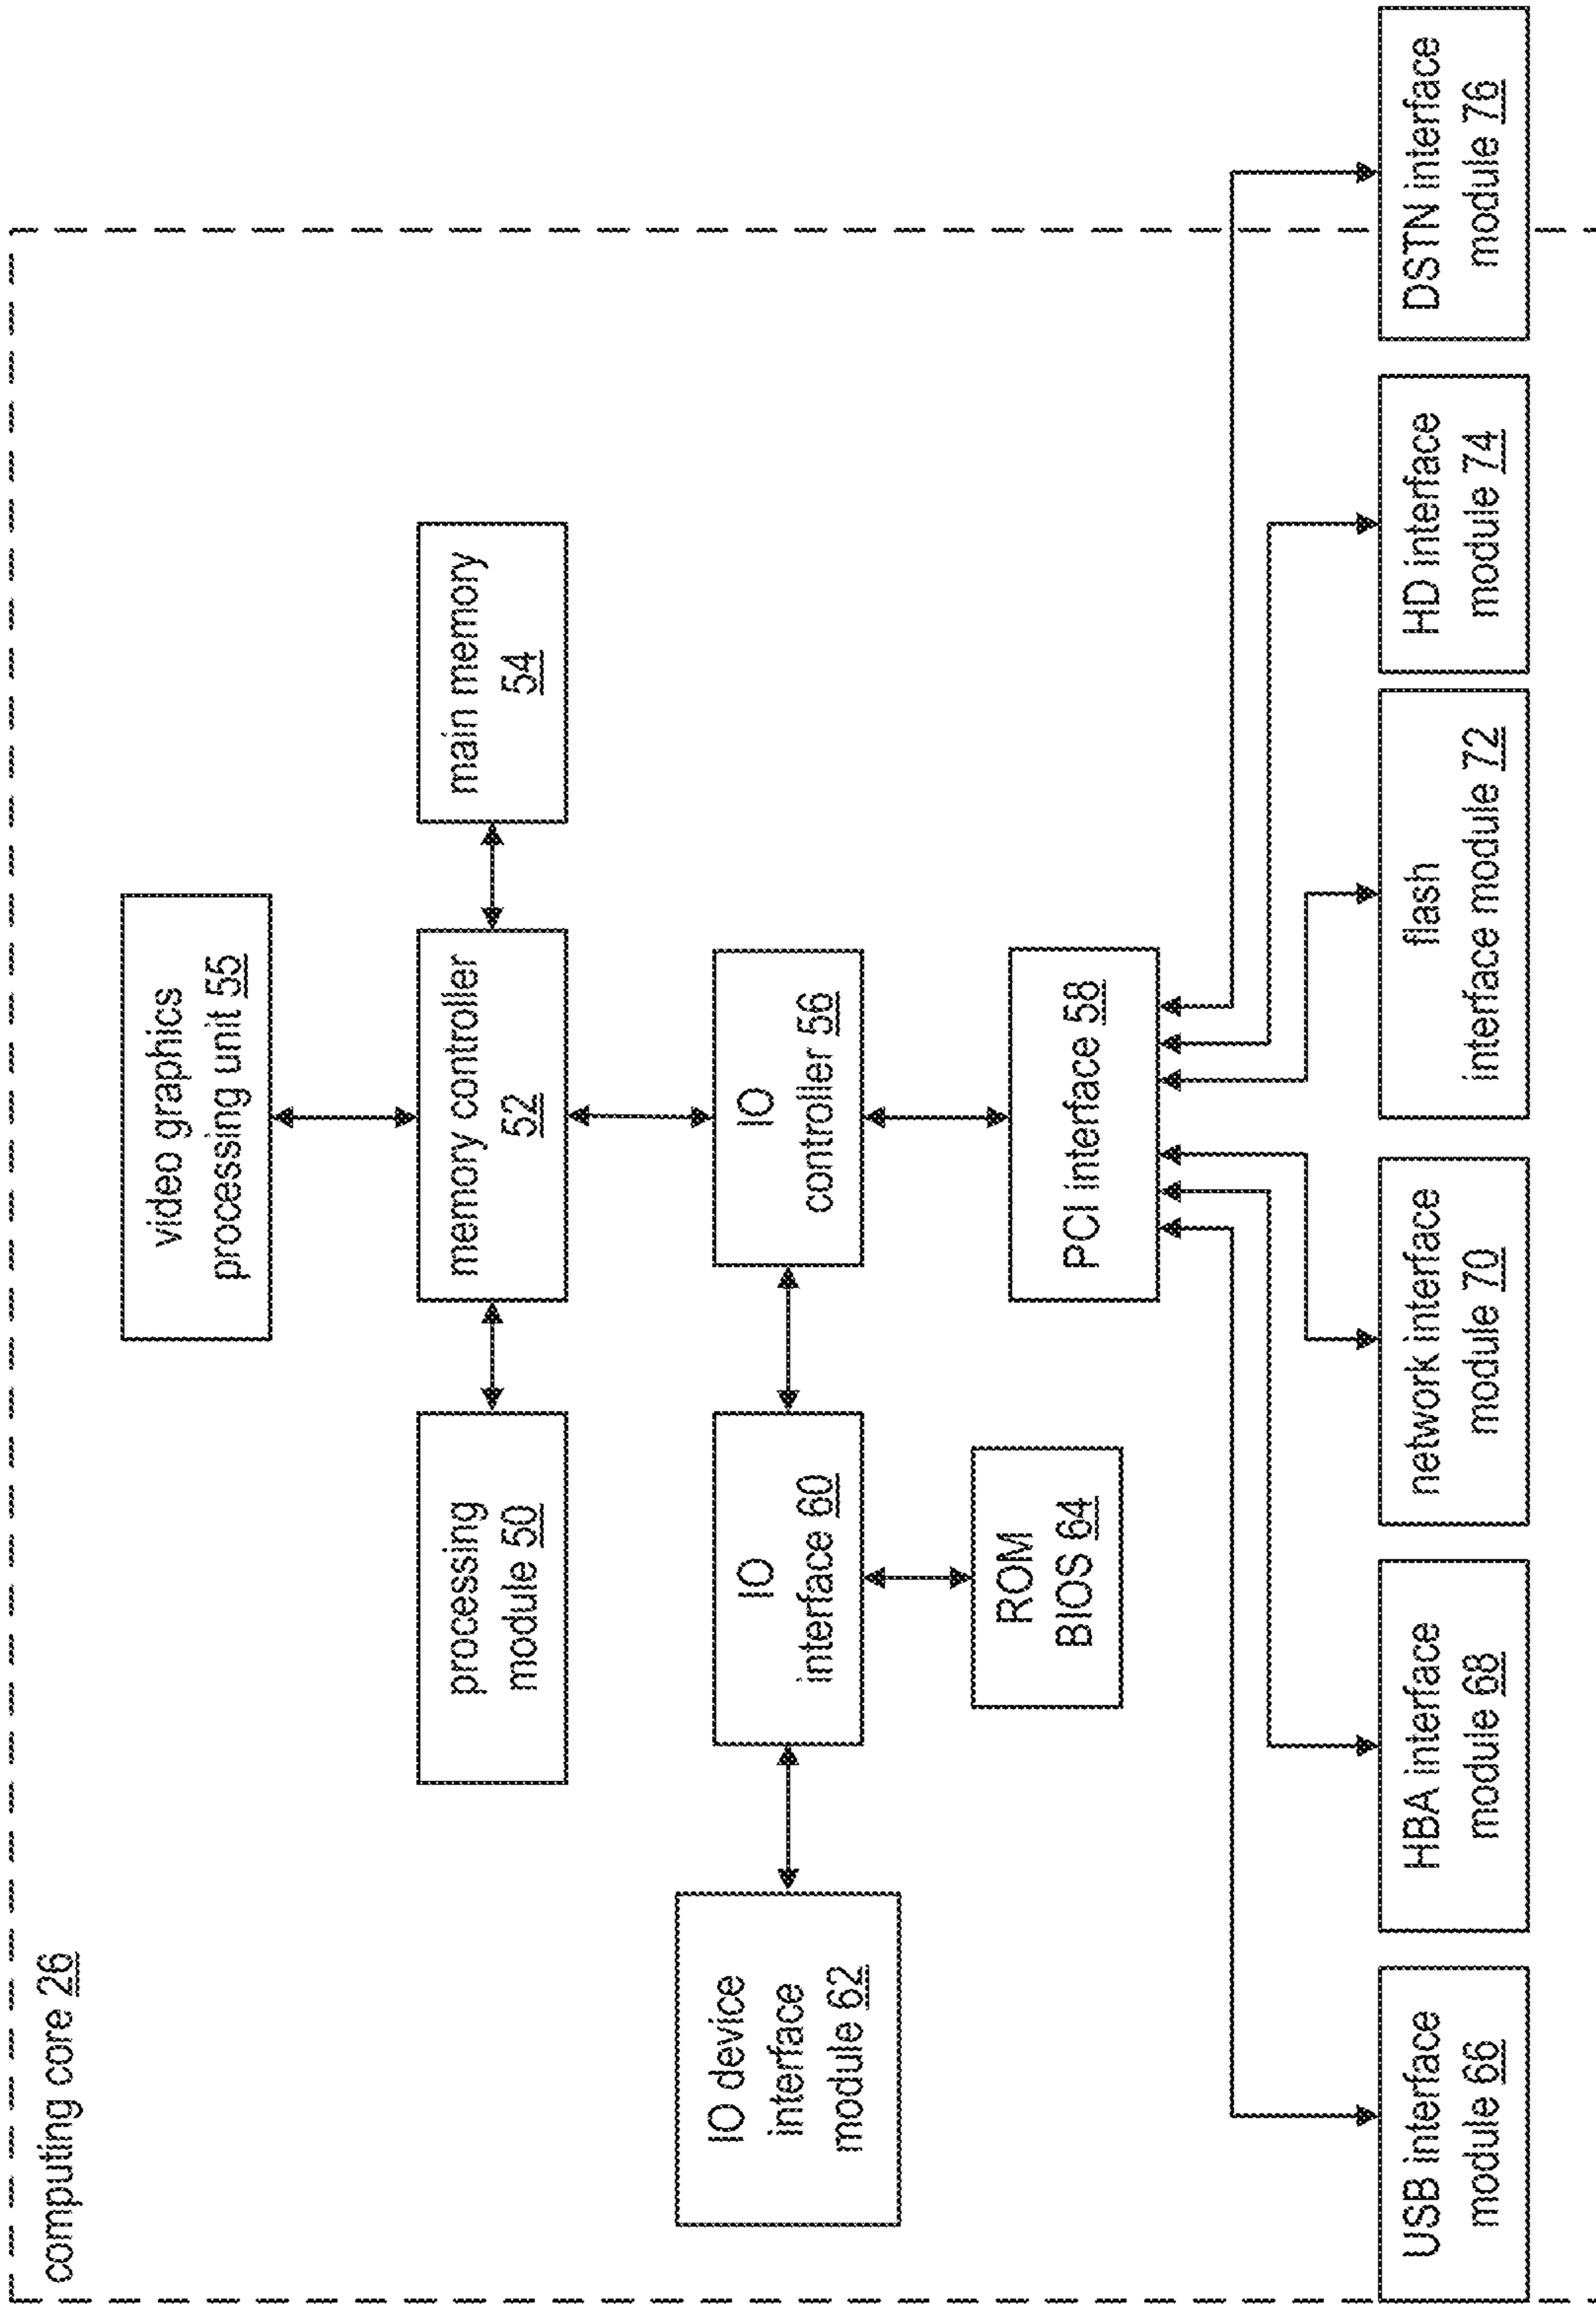 computing core 26
video graphics
processing unit 55
processing
module 50
memory controller
52
main memory
54
IO device
interface
module 62
IO
interface 60
IO
controller 56
ROM
BIOS 64
PCI interface 58
USB interface
module 66
HBA interface
module 68
network interface
module 70
flash
interface module 72
HD interface
module 74
DSTN interface
module 76